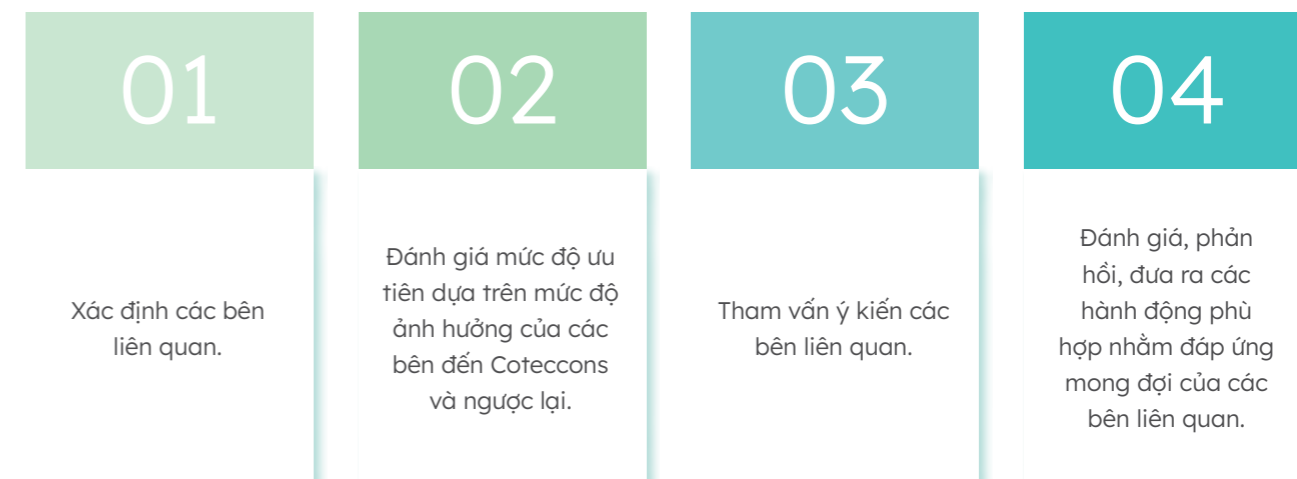 01
Xác định các bên
liên quan.
02
Đánh giá mức độ ưu
tiên dựa trên mức độ
ảnh hưởng của các
bên đến Coteccons
và ngược lại.
03
Tham vấn ý kiến các
bên liên quan.
04
Đánh giá, phản
hồi, đưa ra các
hành động phù
hợp nhằm đáp ứng
mong đợi của các
bên liên quan.